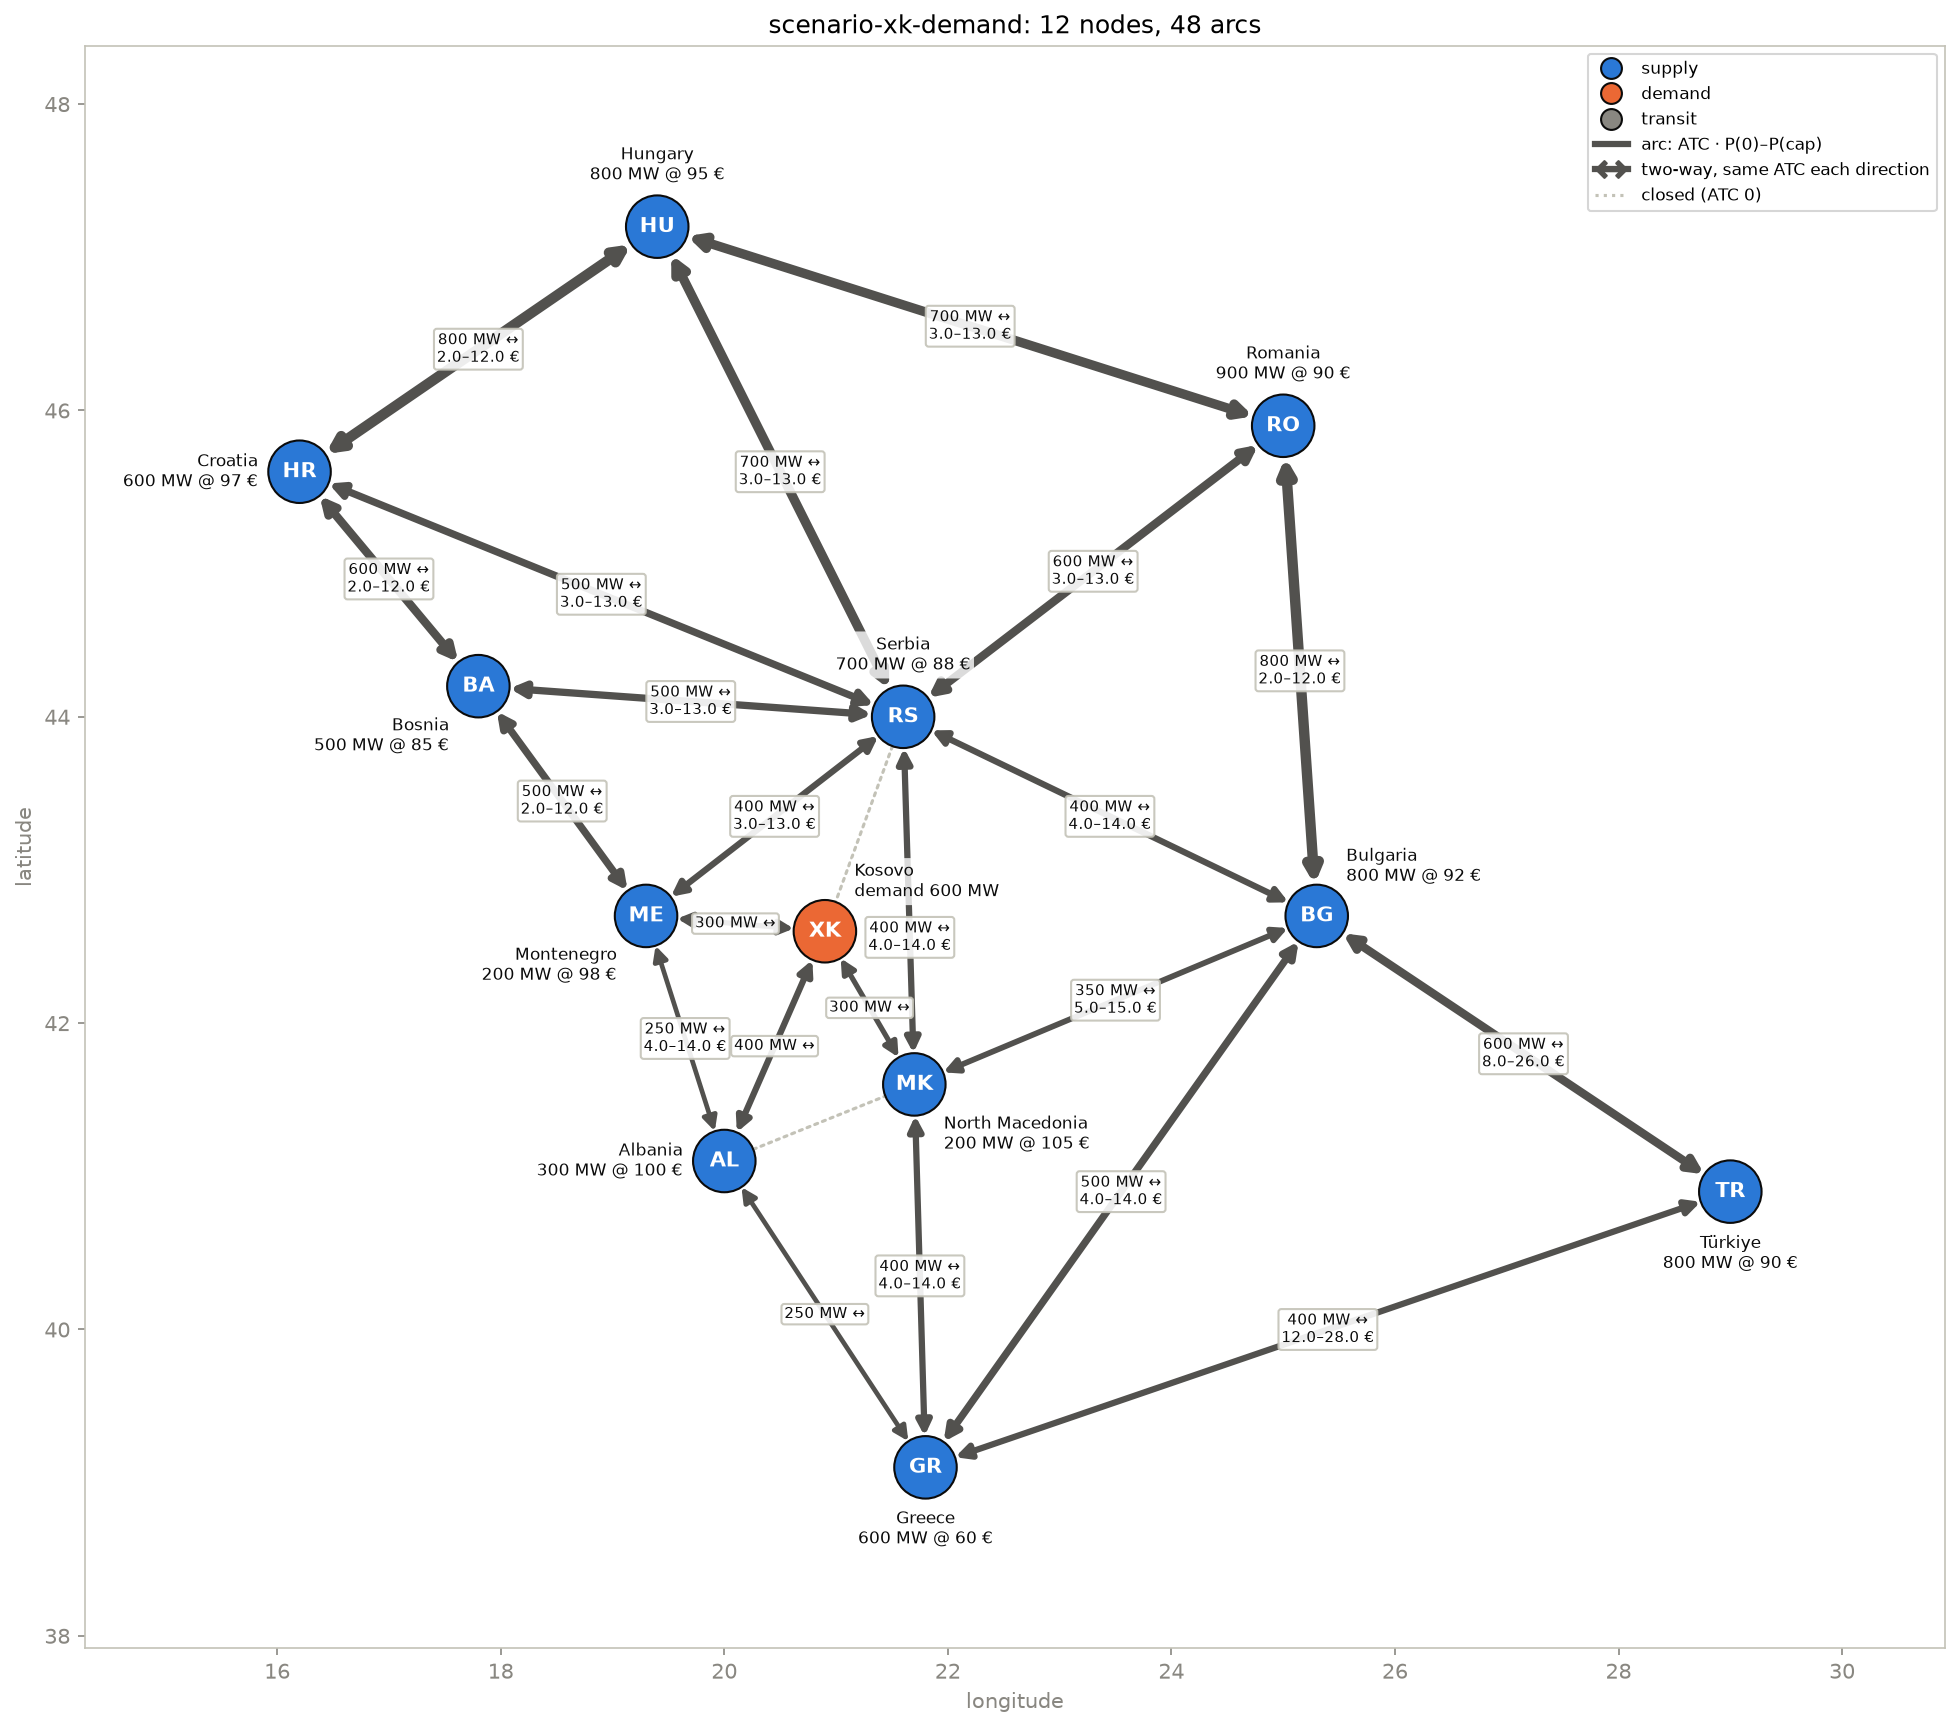 scenario-xk-demand: 12 nodes, 48 arcs
supply
demand
transit
arc: ATC · P(0)–P(cap)
two-way, same ATC each direction
closed (ATC 0)
48
46
44
42
40
38
latitude
16
18
20
22
24
26
28
30
longitude
Hungary
800 MW @ 95 €
HU
700 MW ↔
3.0–13.0 €
800 MW ↔
2.0–12.0 €
Romania
900 MW @ 90 €
RO
Croatia
600 MW @ 97 €
HR
700 MW ↔
3.0–13.0 €
600 MW ↔
2.0–12.0 €
500 MW ↔
3.0–13.0 €
600 MW ↔
3.0–13.0 €
Serbia
700 MW @ 88 €
RS
800 MW ↔
2.0–12.0 €
BA
Bosnia
500 MW @ 85 €
500 MW ↔
3.0–13.0 €
500 MW ↔
2.0–12.0 €
400 MW ↔
3.0–13.0 €
400 MW ↔
4.0–14.0 €
Kosovo
demand 600 MW
XK
Bulgaria
800 MW @ 92 €
BG
ME
Montenegro
200 MW @ 98 €
300 MW ↔
400 MW ↔
4.0–14.0 €
300 MW ↔
350 MW ↔
5.0–15.0 €
250 MW ↔
4.0–14.0 €
400 MW ↔
600 MW ↔
8.0–26.0 €
MK
North Macedonia
200 MW @ 105 €
Albania
300 MW @ 100 €
AL
500 MW ↔
4.0–14.0 €
TR
Türkiye
800 MW @ 90 €
400 MW ↔
4.0–14.0 €
250 MW ↔
400 MW ↔
12.0–28.0 €
GR
Greece
600 MW @ 60 €